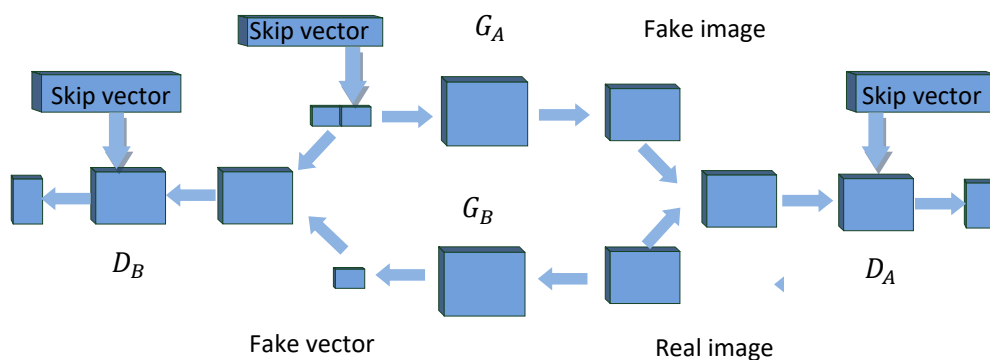 Skip vector
G_A
Fake image
Skip vector
Skip vector
G_B
D_B
D_A
Fake vector
Real image